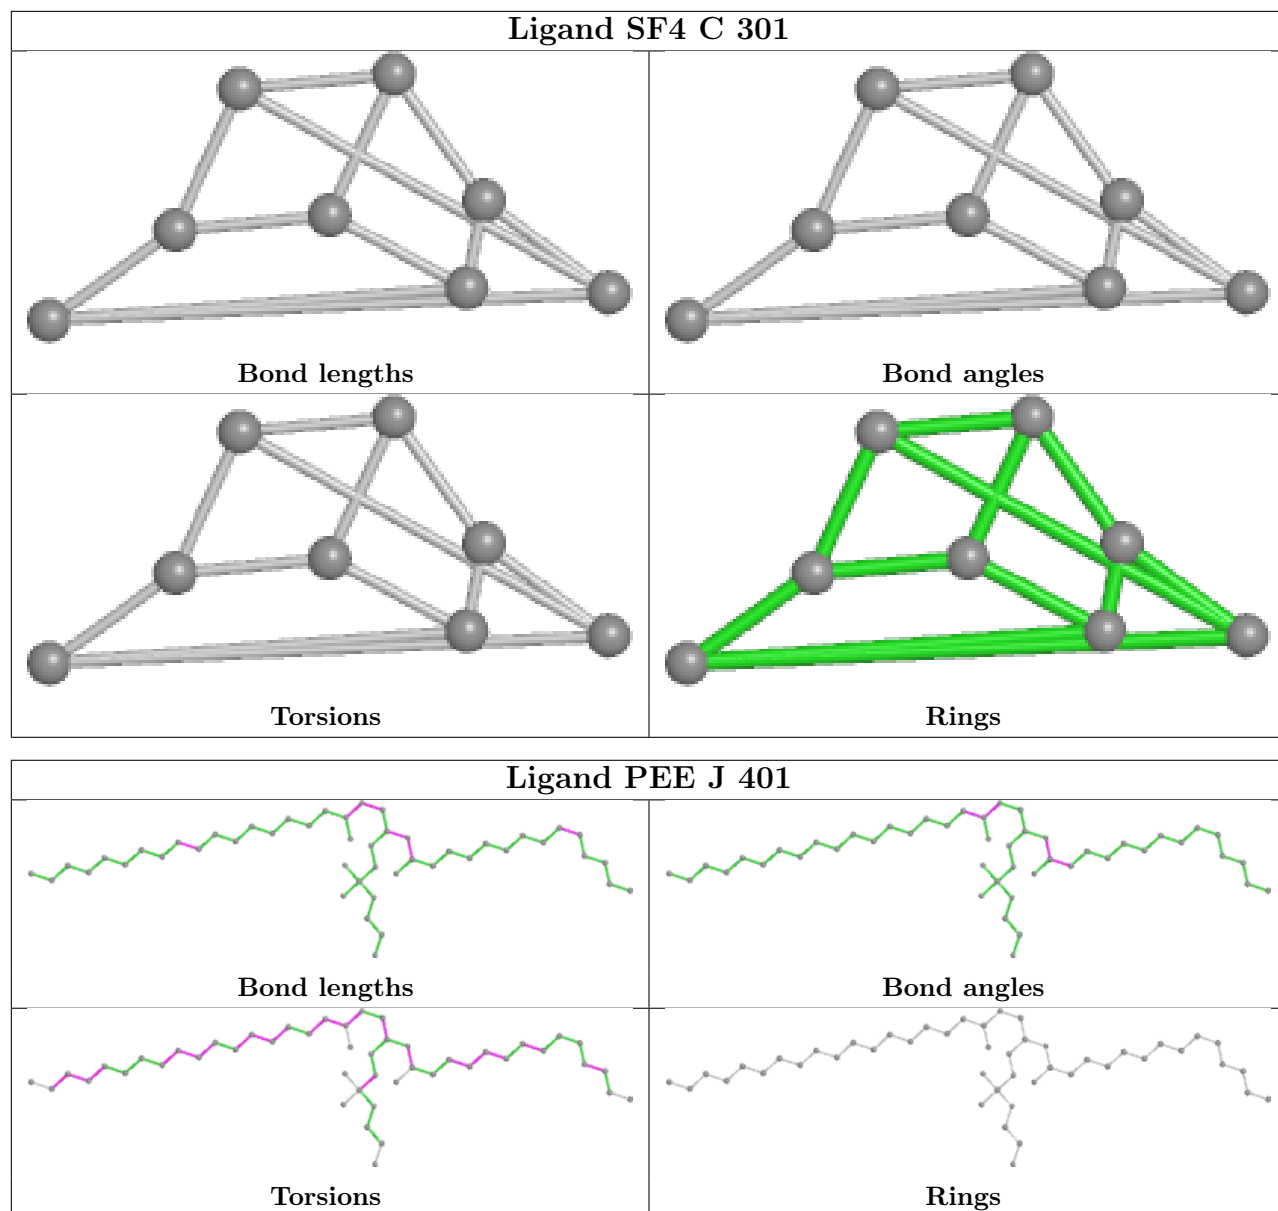 Ligand SF4 C 301
Bond lengths
Bond angles
Torsions
Rings
Ligand PEE J 401
Bond lengths
Bond angles
Torsions
Rings